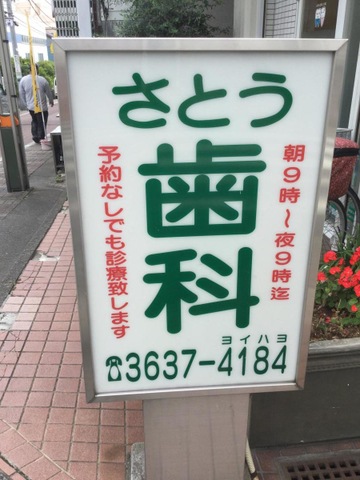 さとう
歯科
朝9時〜夜9時迄
予約なしでも診療致します
ヨイハヨ
☎3637-4184